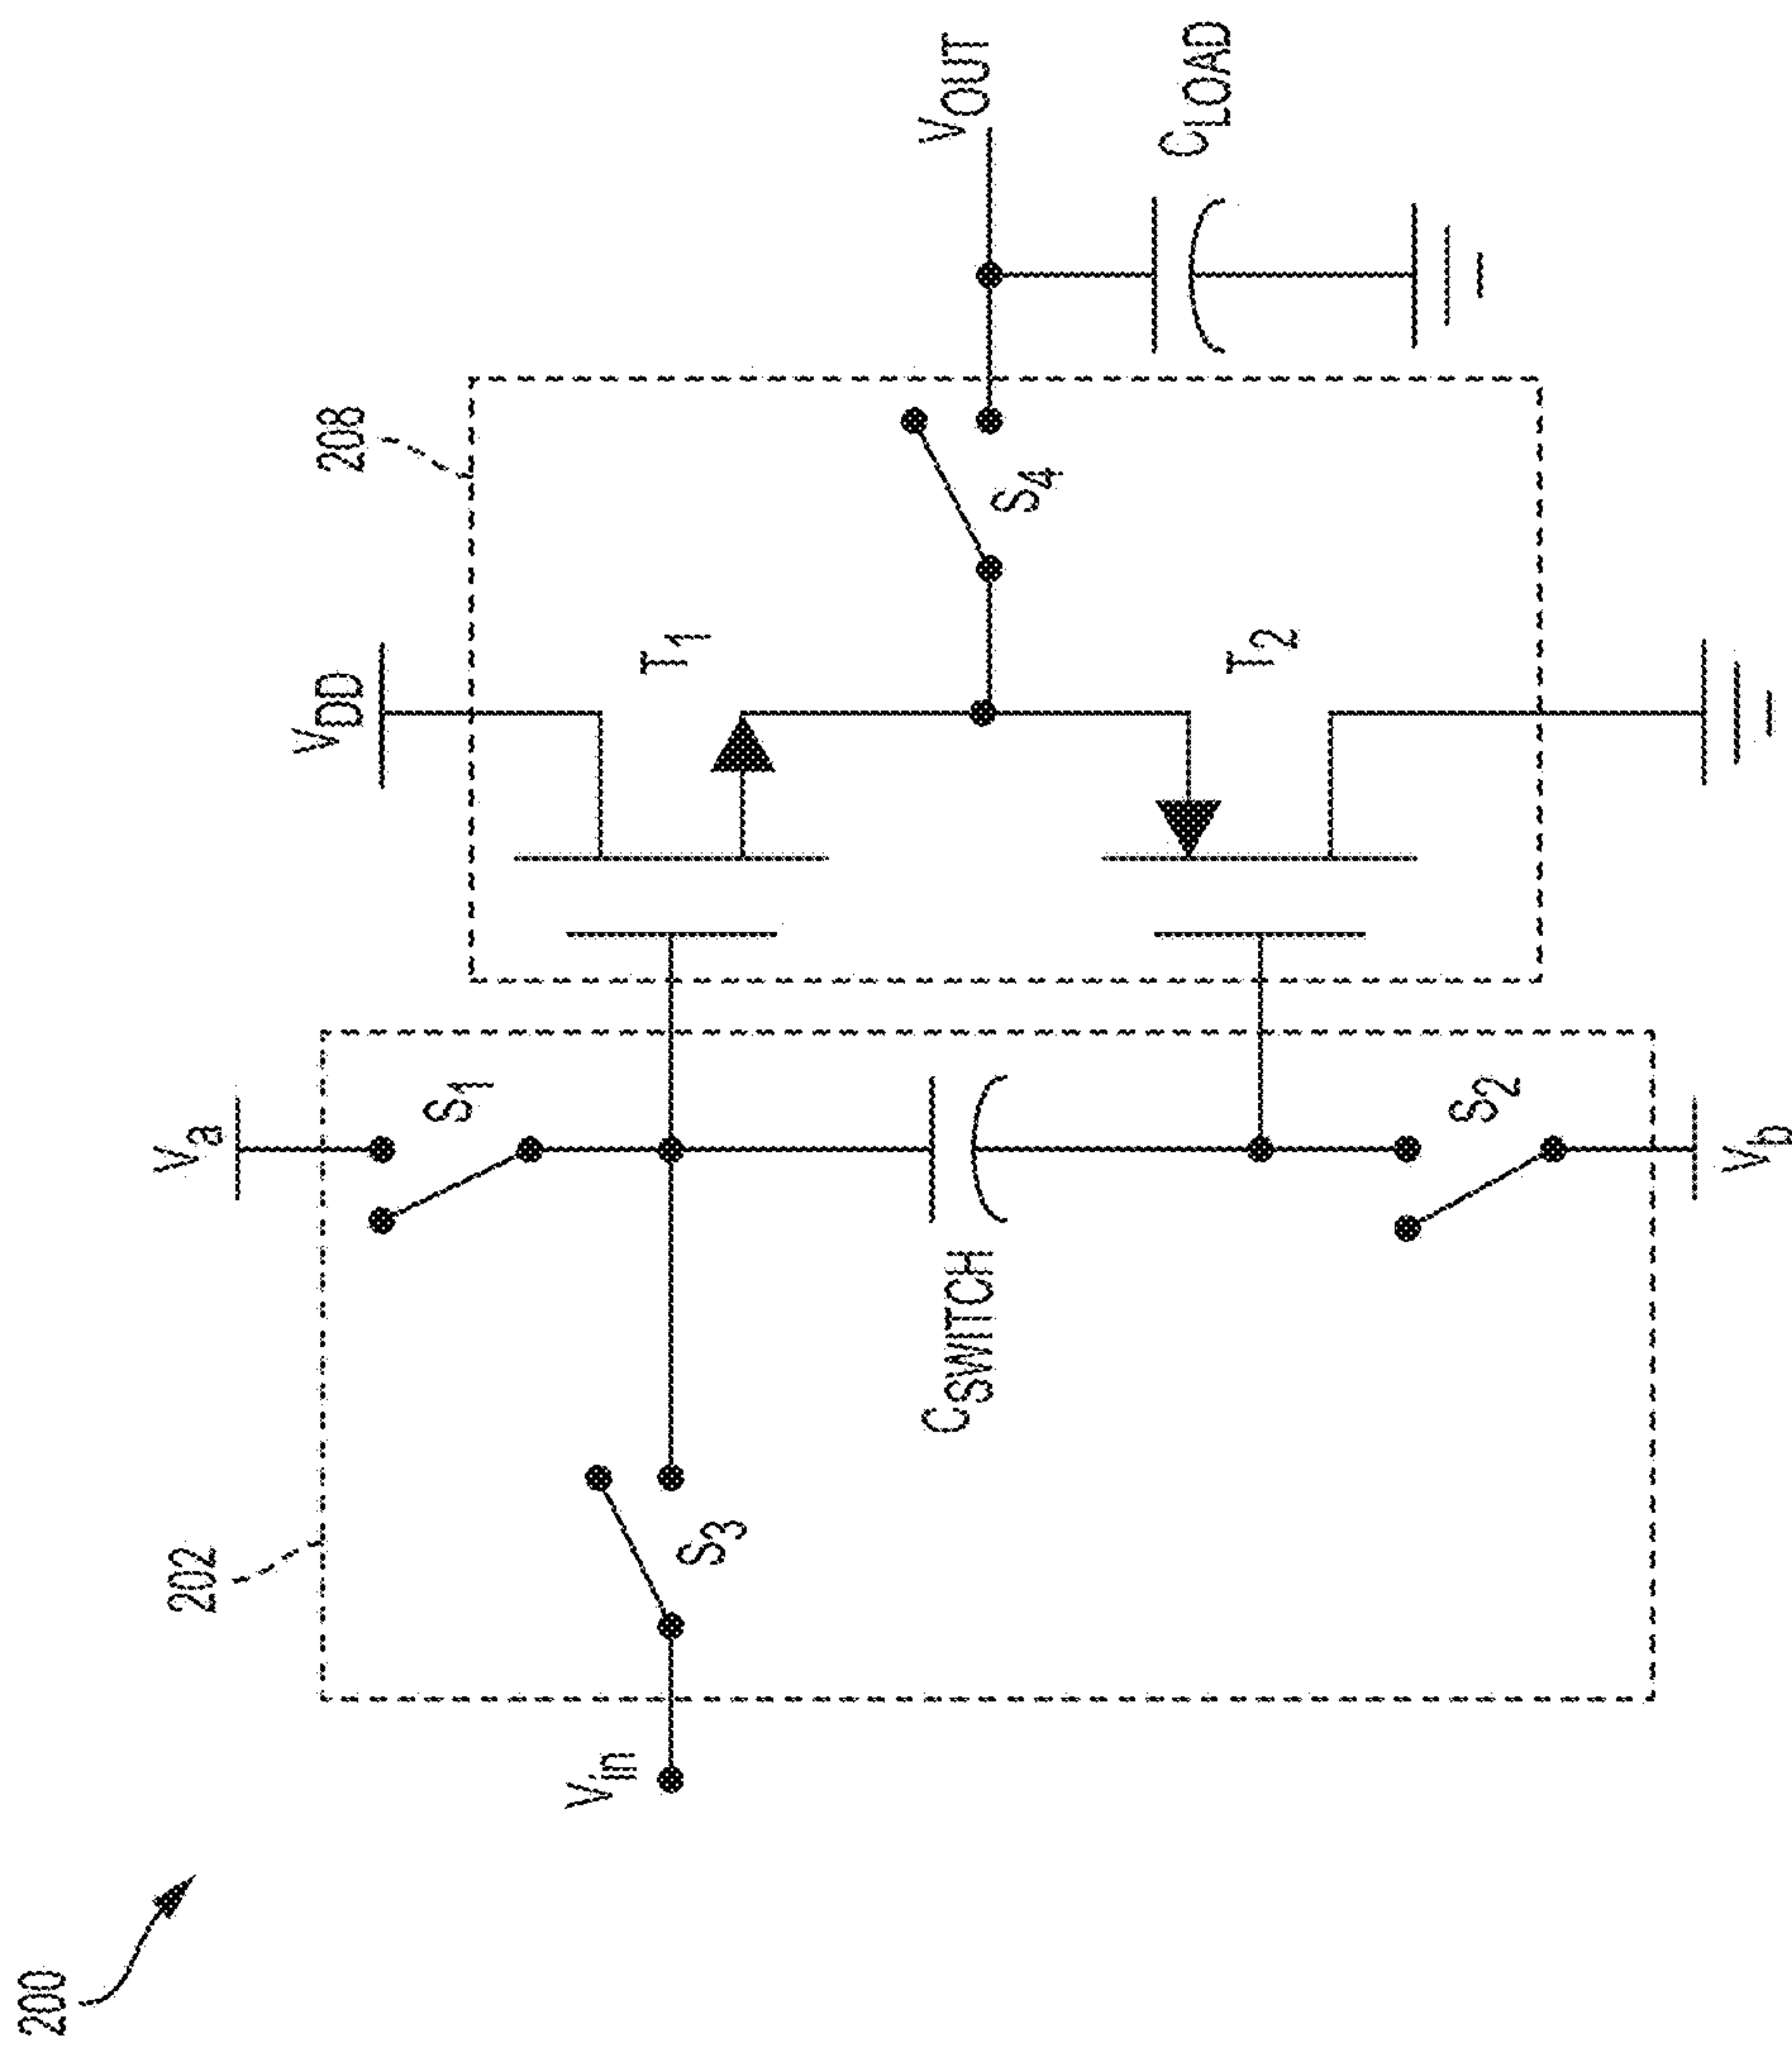 200
202
208
Va
VDD
S1
T1
Vin
S3
CSWITCH
S4
VOUT
CLOAD
T2
S2
Vb